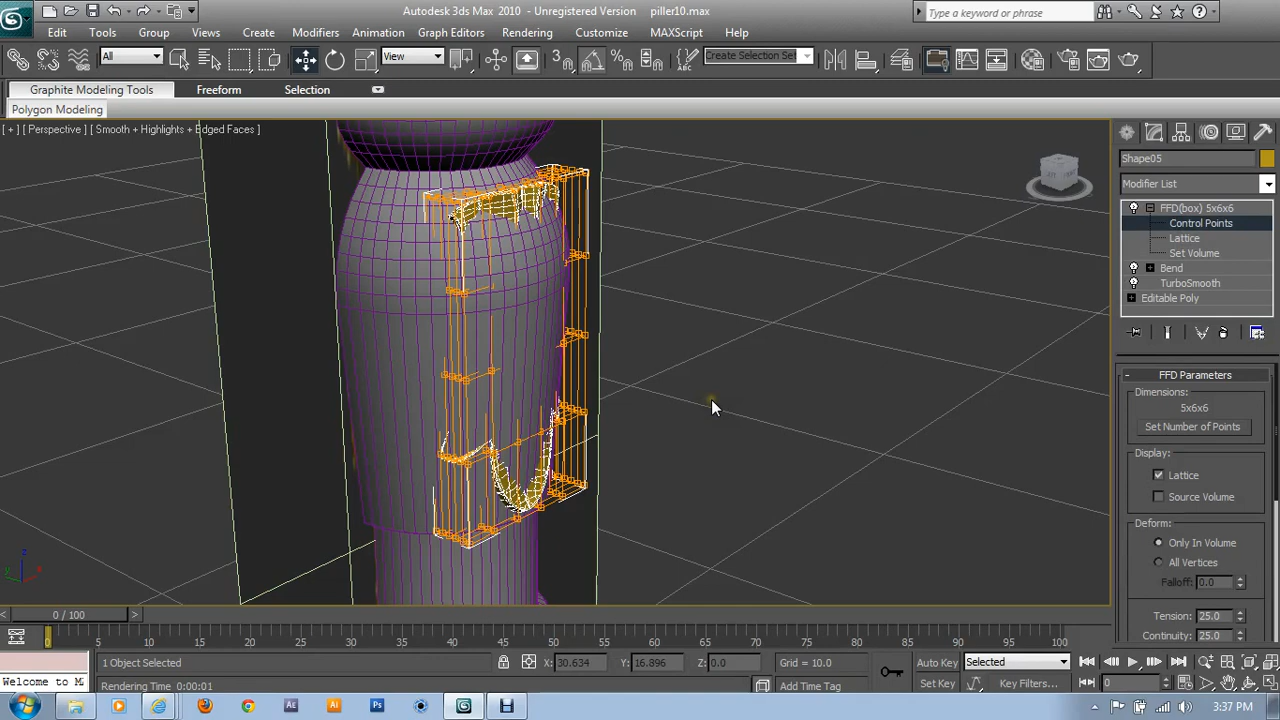 Autodesk 3ds Max 2010 - Unregistered Version piller10.max
Type a keyword or phrase
Edit Tools Group Views Create Modifiers Animation Graph Editors Rendering Customize MAXScript Help
All
View
Create Selection Set
Graphite Modeling Tools Freeform Selection
Polygon Modeling
[ + ] [ Perspective ] [ Smooth + Highlights + Edged Faces ]
Shape05
Modifier List
FFD(box) 5x6x6
Control Points
Lattice
Set Volume
Bend
TurboSmooth
Editable Poly
FFD Parameters
Dimensions:
5x6x6
Set Number of Points
Display:
Lattice
Source Volume
Deform:
Only In Volume
All Vertices
Falloff: 0.0
Tension: 25.0
Continuity: 25.0
z
x
y
0 / 100
0 5 10 15 20 25 30 35 40 45 50 55 60 65 70 75 80 85 90 95 100
1 Object Selected X: 30.634 Y: 16.896 Z: 0.0 Grid = 10.0 Auto Key Selected
Welcome to M Rendering Time 0:00:01 Add Time Tag Set Key Key Filters... 0
3:37 PM